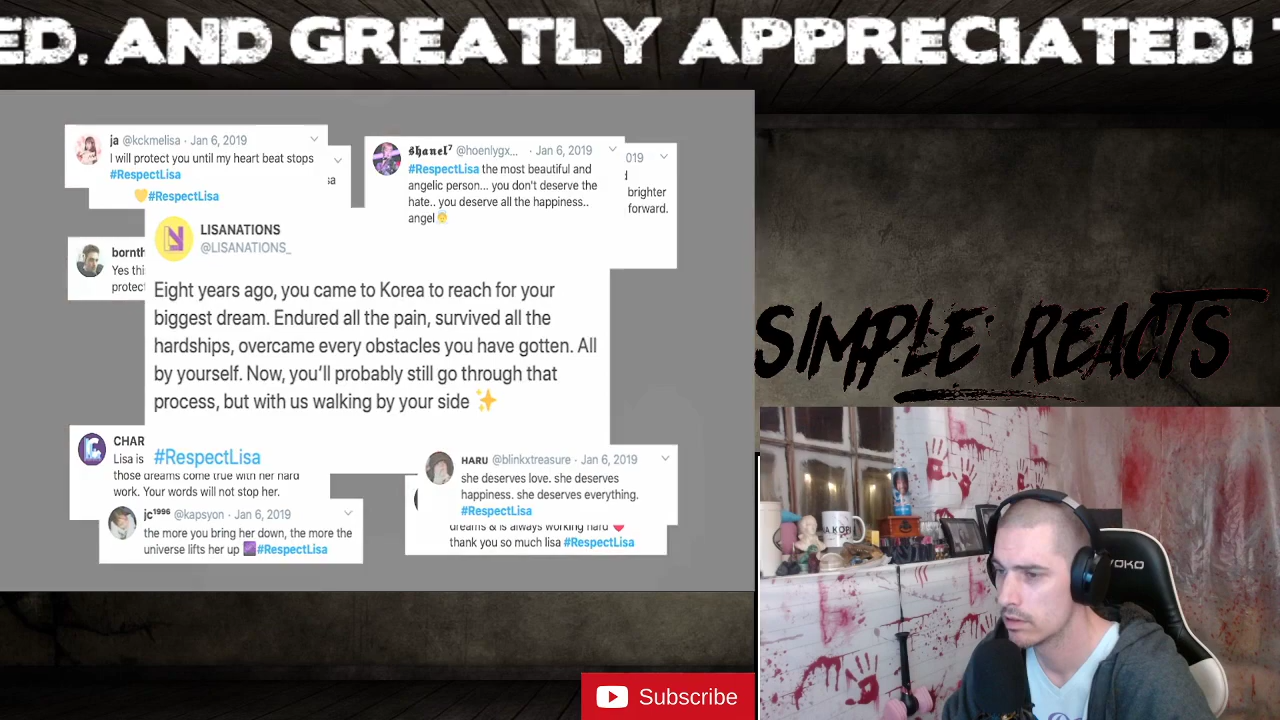 ED, AND GREATLY APPRECIATED!
ja @kckmelisa · Jan 6, 2019
I will protect you until my heart beat stops
#RespectLisa
sa
💛#RespectLisa
𝖘𝖍𝖆𝖓𝖊𝖑⁷ @hoenlygx... · Jan 6, 2019
#RespectLisa the most beautiful and
angelic person... you don't deserve the
hate.. you deserve all the happiness..
angel😇
019
brighter
forward.
bornth
Yes thi
protec
LISANATIONS
@LISANATIONS_
Eight years ago, you came to Korea to reach for your
biggest dream. Endured all the pain, survived all the
hardships, overcame every obstacles you have gotten. All
by yourself. Now, you'll probably still go through that
process, but with us walking by your side ✨
#RespectLisa
CHAR
Lisa is
those dreams come true with her hard
work. Your words will not stop her.
jc¹⁹⁹⁶ @kapsyon · Jan 6, 2019
the more you bring her down, the more the
universe lifts her up #RespectLisa
HARU @blinkxtreasure · Jan 6, 2019
she deserves love. she deserves
happiness. she deserves everything.
#RespectLisa
dreams & is always working hard ❤
thank you so much lisa #RespectLisa
SIMPLE REACTS
A KOPI
YOKO
Subscribe